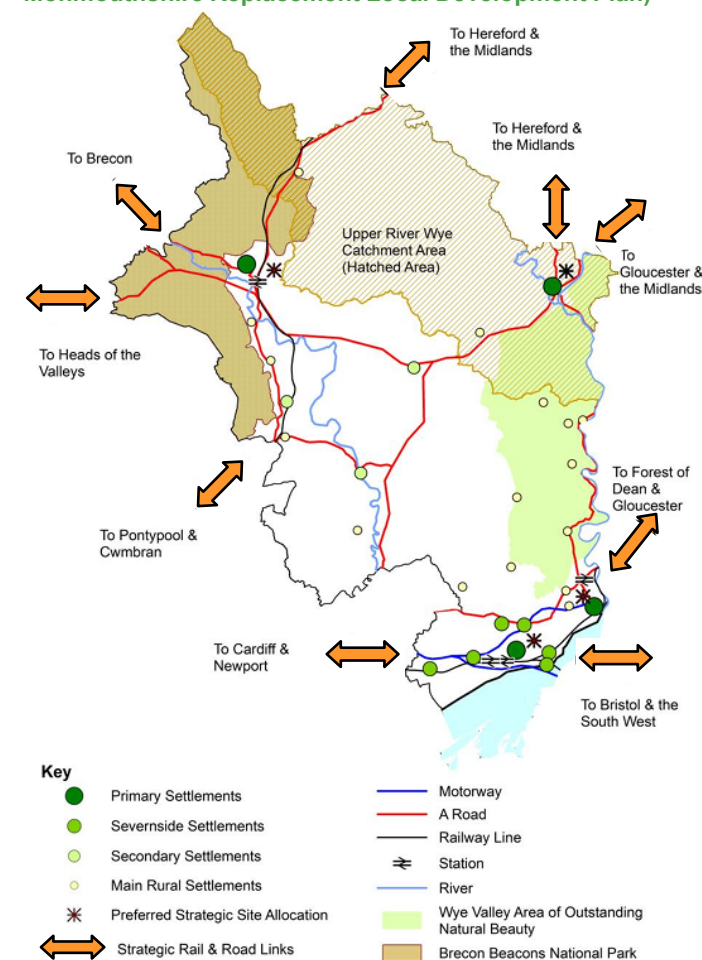 Monmouthshire Replacement Local Development Plan)
To Hereford &
the Midlands
To Hereford &
the Midlands
To Brecon
Upper River Wye
Catchment Area
(Hatched Area)
To
Gloucester &
the Midlands
To Heads of the
Valleys
To Forest of
Dean &
Gloucester
To Pontypool &
Cwmbran
To Cardiff &
Newport
To Bristol & the
South West
Key
Primary Settlements
Severnside Settlements
Secondary Settlements
Main Rural Settlements
Preferred Strategic Site Allocation
Strategic Rail & Road Links
Motorway
A Road
Railway Line
Station
River
Wye Valley Area of Outstanding
Natural Beauty
Brecon Beacons National Park